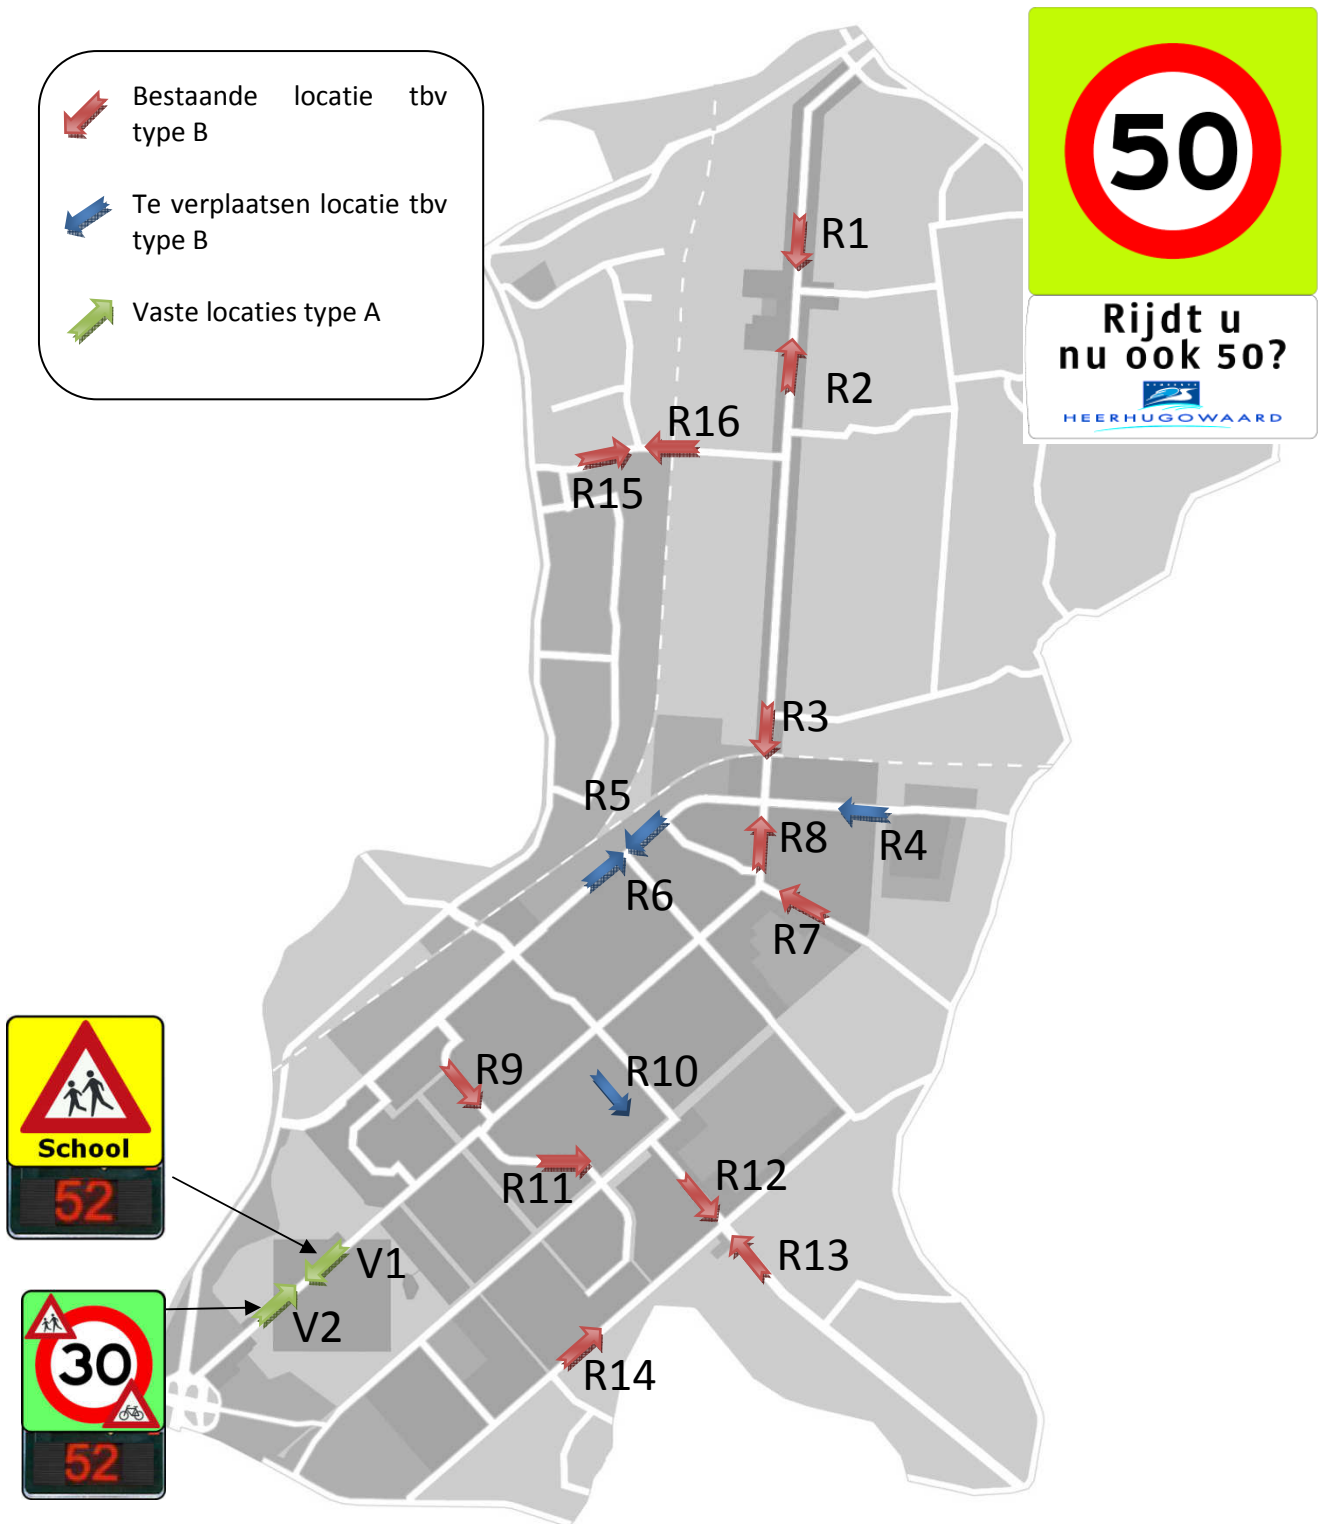 Bestaande locatie tbv
type B
Te verplaatsen locatie tbv
type B
Vaste locaties type A
50
Rijdt u
nu ook 50?
GEMEENTE
HEERHUGOWAARD
R1
R2
R16
R15
R3
R5
R8
R4
R6
R7
R9
R10
R11
R12
R13
R14
V1
V2
School
52
30
52